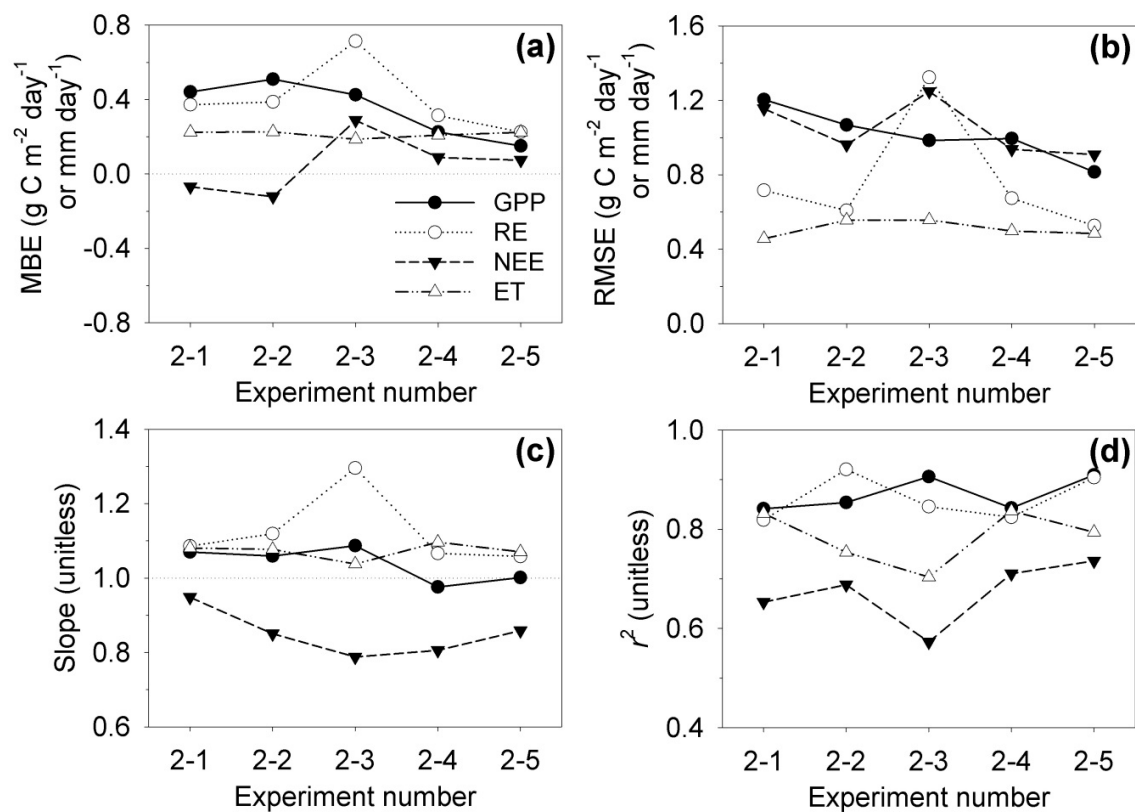 (a)
MBE (g C m⁻² day⁻¹
or mm day⁻¹)
0.8
0.4
0.0
-0.4
-0.8
GPP
RE
NEE
ET
2-1 2-2 2-3 2-4 2-5
Experiment number
(b)
RMSE (g C m⁻² day⁻¹
or mm day⁻¹)
1.6
1.2
0.8
0.4
0.0
2-1 2-2 2-3 2-4 2-5
Experiment number
(c)
Slope (unitless)
1.4
1.2
1.0
0.8
0.6
2-1 2-2 2-3 2-4 2-5
Experiment number
(d)
r² (unitless)
1.0
0.8
0.6
0.4
2-1 2-2 2-3 2-4 2-5
Experiment number